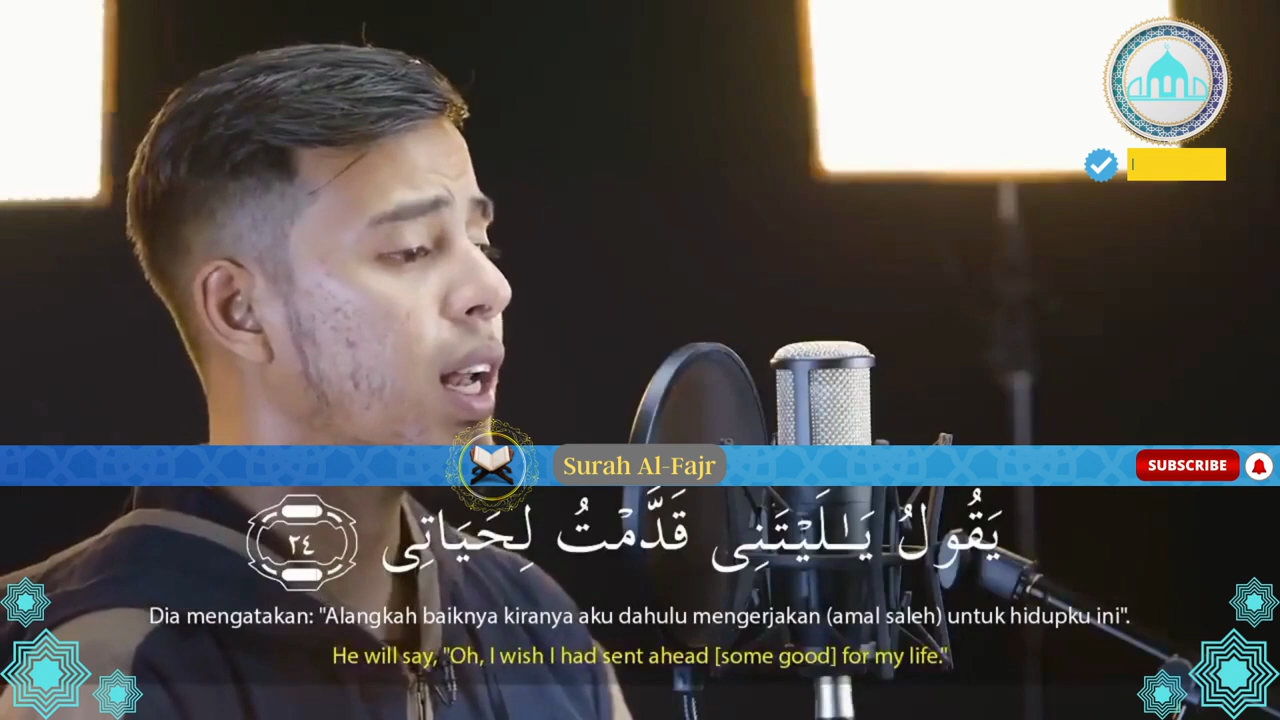 Surah Al-Fajr
SUBSCRIBE
يَقُولُ يَـٰلَيْتَنِى قَدَّمْتُ لِحَيَاتِى ٢٤
Dia mengatakan: "Alangkah baiknya kiranya aku dahulu mengerjakan (amal saleh) untuk hidupku ini".
He will say, "Oh, I wish I had sent ahead [some good] for my life."